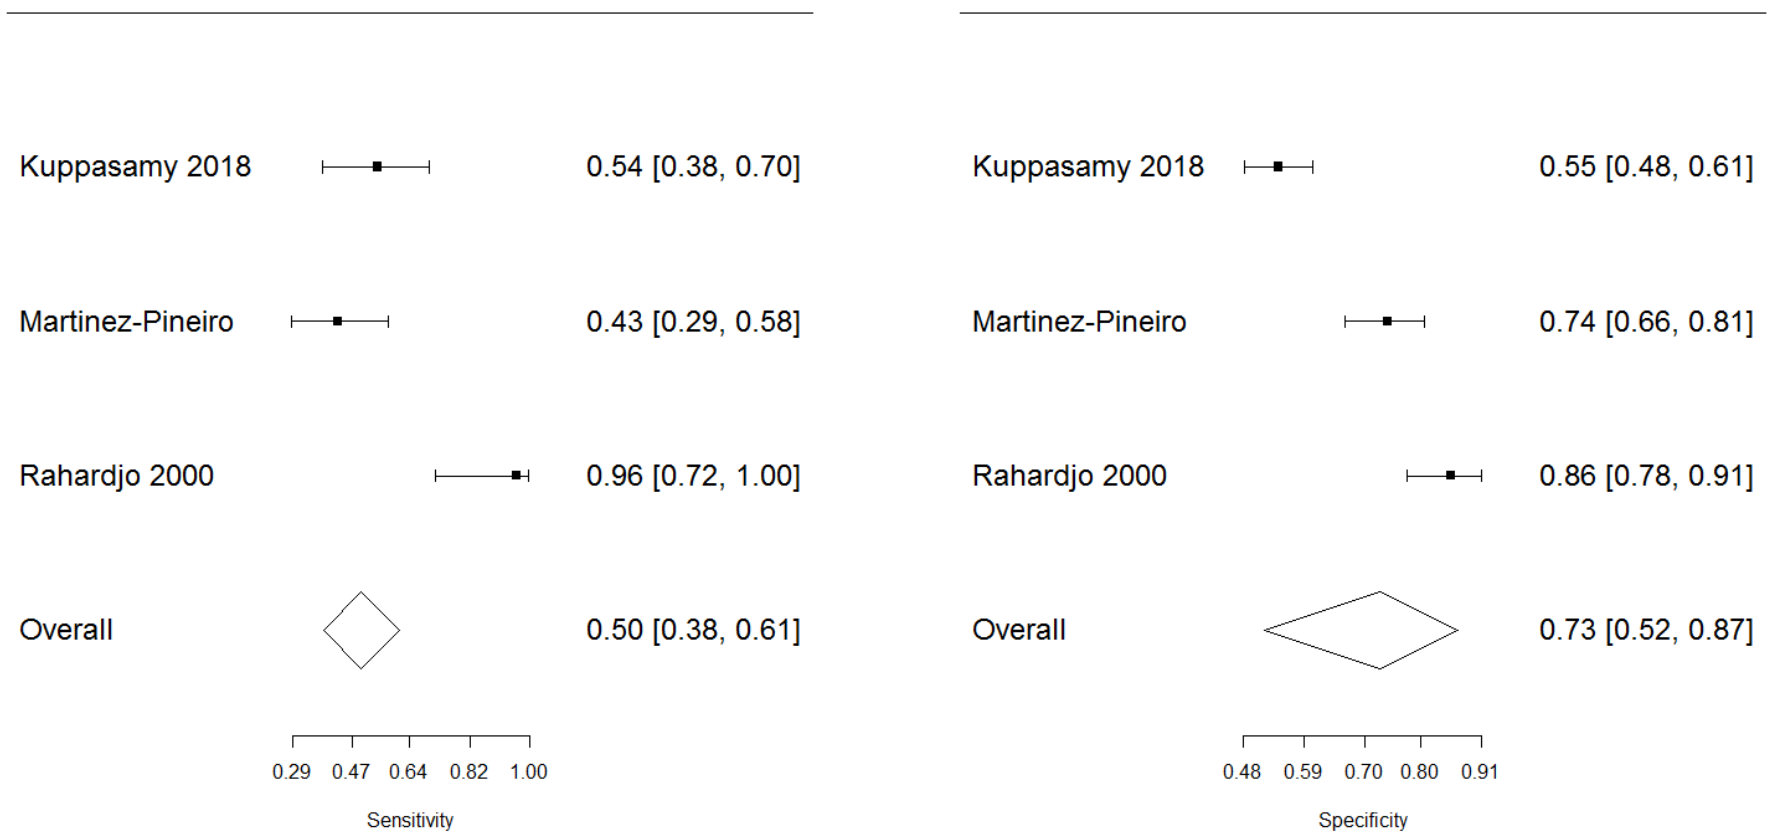 Kuppasamy 2018 0.54 [0.38, 0.70]
Martinez-Pineiro 0.43 [0.29, 0.58]
Rahardjo 2000 0.96 [0.72, 1.00]
Overall 0.50 [0.38, 0.61]
0.29 0.47 0.64 0.82 1.00
Sensitivity
Kuppasamy 2018 0.55 [0.48, 0.61]
Martinez-Pineiro 0.74 [0.66, 0.81]
Rahardjo 2000 0.86 [0.78, 0.91]
Overall 0.73 [0.52, 0.87]
0.48 0.59 0.70 0.80 0.91
Specificity